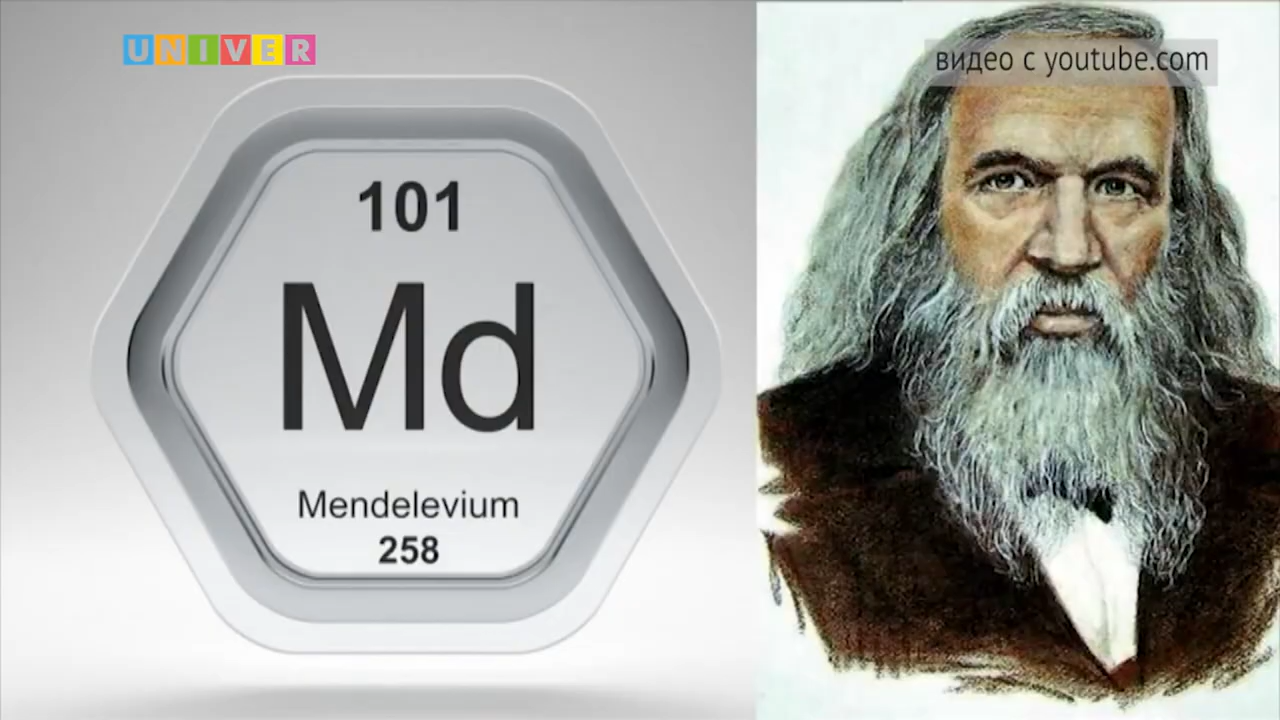 UNIVER
видео с youtube.com
101
Md
Mendelevium
258